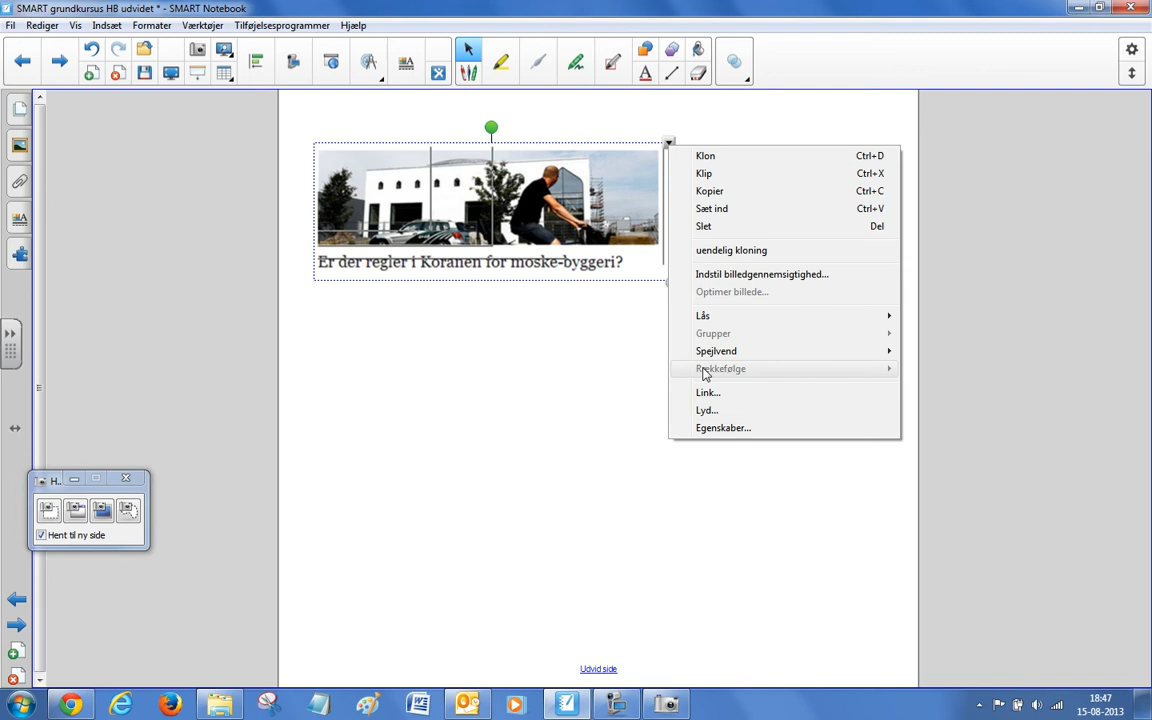 SMART grundkursus HB udvidet * - SMART Notebook
Fil Rediger Vis Indsæt Formater Værktøjer Tilføjelsesprogrammer Hjælp
Er der regler i Koranen for moske-byggeri?
Klon Ctrl+D
Klip Ctrl+X
Kopier Ctrl+C
Sæt ind Ctrl+V
Slet Del
uendelig kloning
Indstil billedgennemsigtighed...
Optimer billede...
Lås
Grupper
Spejlvend
Rækkefølge
Link...
Lyd...
Egenskaber...
H..
Hent til ny side
Udvid side
18:47
15-08-2013